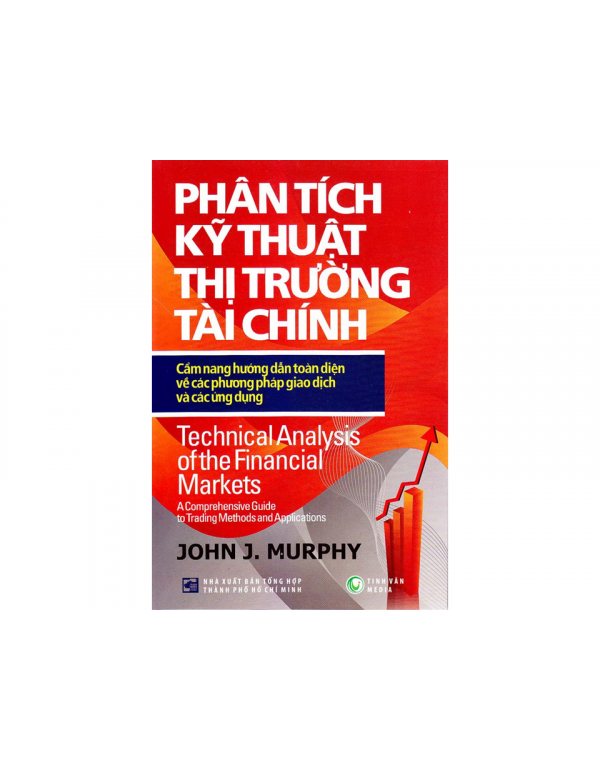 PHÂN TÍCH
KỸ THUẬT
THỊ TRƯỜNG
TÀI CHÍNH
Cẩm nang hướng dẫn toàn diện
về các phương pháp giao dịch
và các ứng dụng
Technical Analysis
of the Financial
Markets
A Comprehensive Guide
to Trading Methods and Applications
JOHN J. MURPHY
NHÀ XUẤT BẢN TỔNG HỢP
THÀNH PHỐ HỒ CHÍ MINH
TINH VĂN
MEDIA